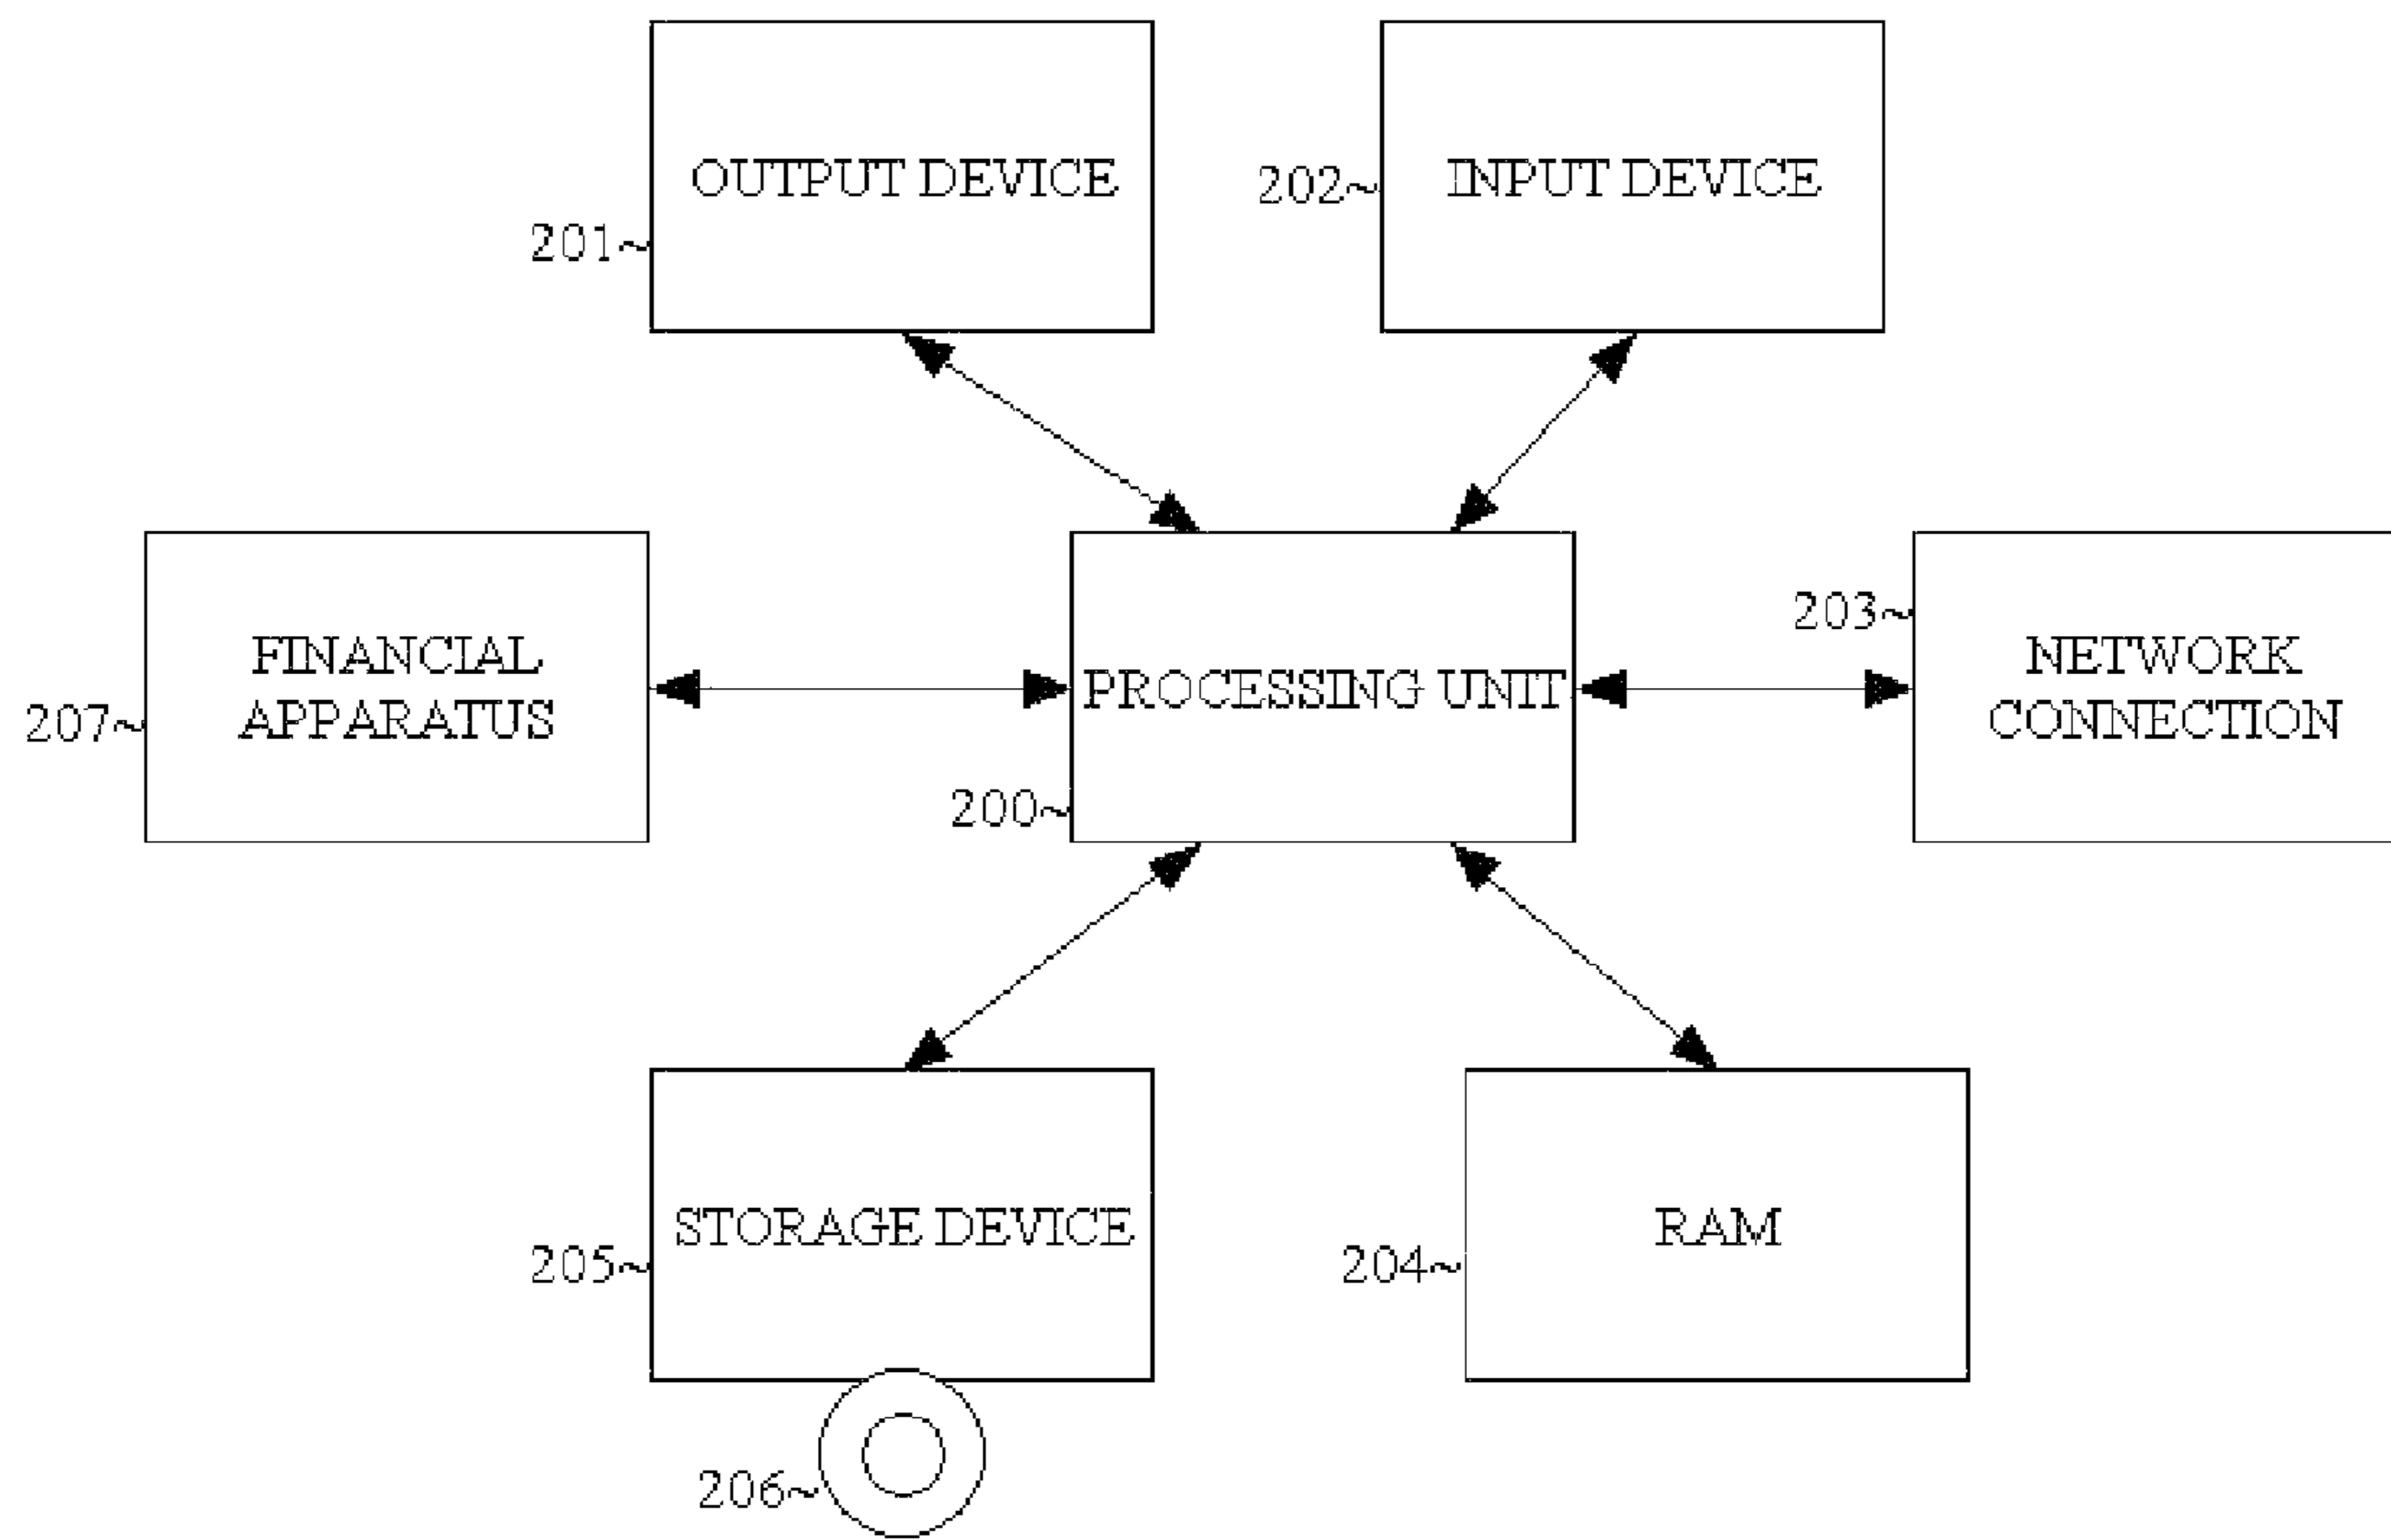 OUTPUT DEVICE
201~
INPUT DEVICE
202~
FINANCIAL
APPARATUS
207~
PROCESSING UNIT
200~
NETWORK
CONNECTION
203~
STORAGE DEVICE
205~
206~
RAM
204~